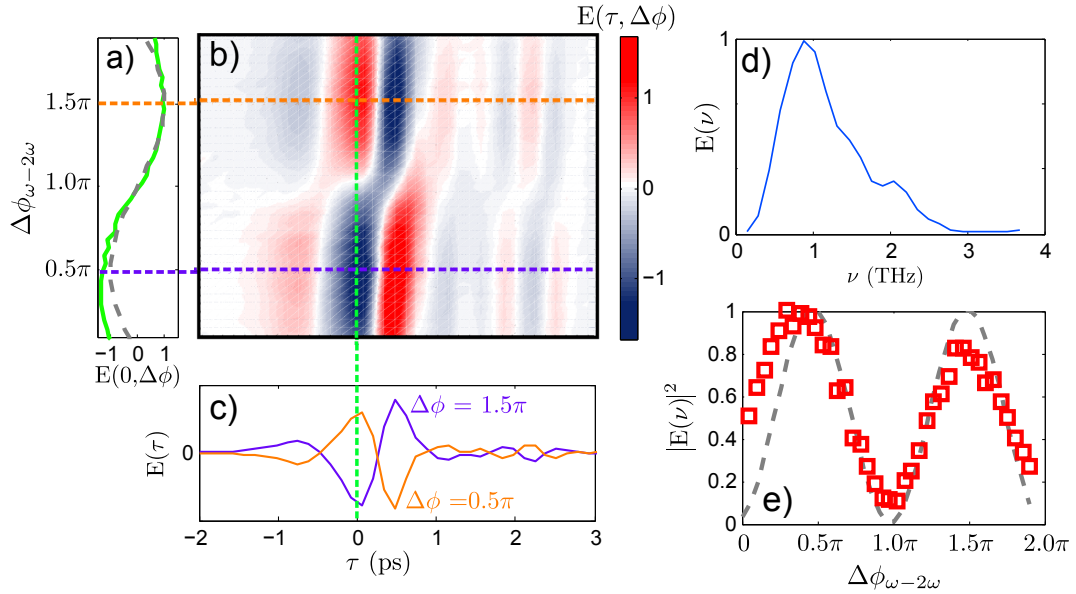 a)
b)
E(τ, Δϕ)
d)
1.5π
1.0π
0.5π
Δϕω−2ω
−1 0 1
E(0,Δϕ)
1
0
−1
1
0
E(ν)
0 1 2 3 4
ν (THz)
c)
Δϕ = 1.5π
Δϕ =0.5π
0
E(τ)
−2 −1 0 1 2 3
τ (ps)
e)
1
0.8
0.6
0.4
0.2
0
|E(ν)|²
0 0.5π 1.0π 1.5π 2.0π
Δϕω−2ω